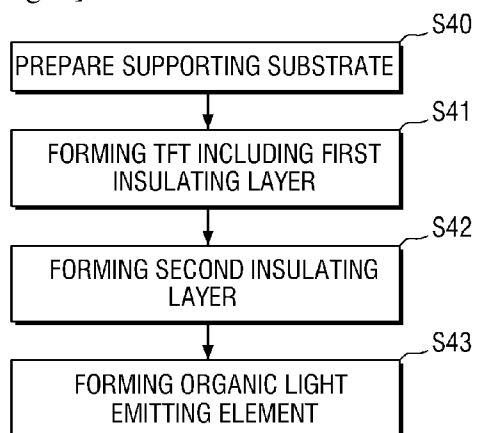 S40
PREPARE SUPPORTING SUBSTRATE
S41
FORMING TFT INCLUDING FIRST
INSULATING LAYER
S42
FORMING SECOND INSULATING
LAYER
S43
FORMING ORGANIC LIGHT
EMITTING ELEMENT